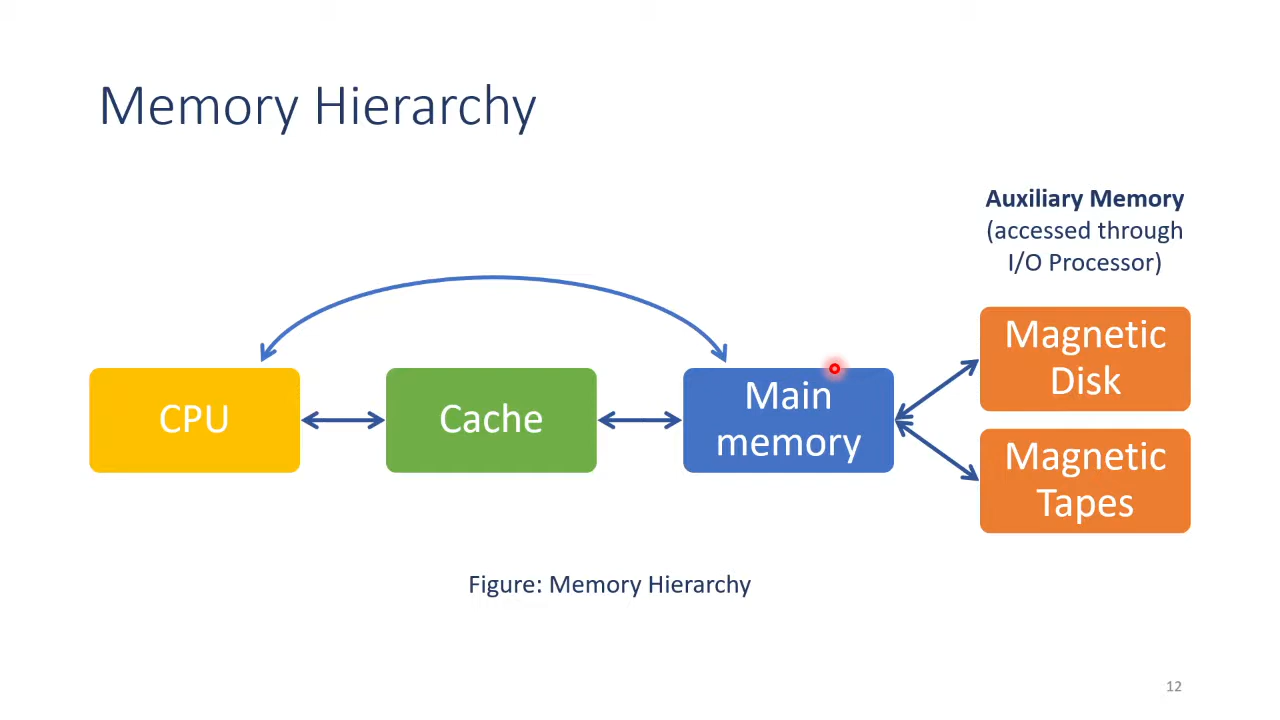 Memory Hierarchy
Auxiliary Memory
(accessed through
I/O Processor)
CPU
Cache
Main
memory
Magnetic
Disk
Magnetic
Tapes
Figure: Memory Hierarchy
12